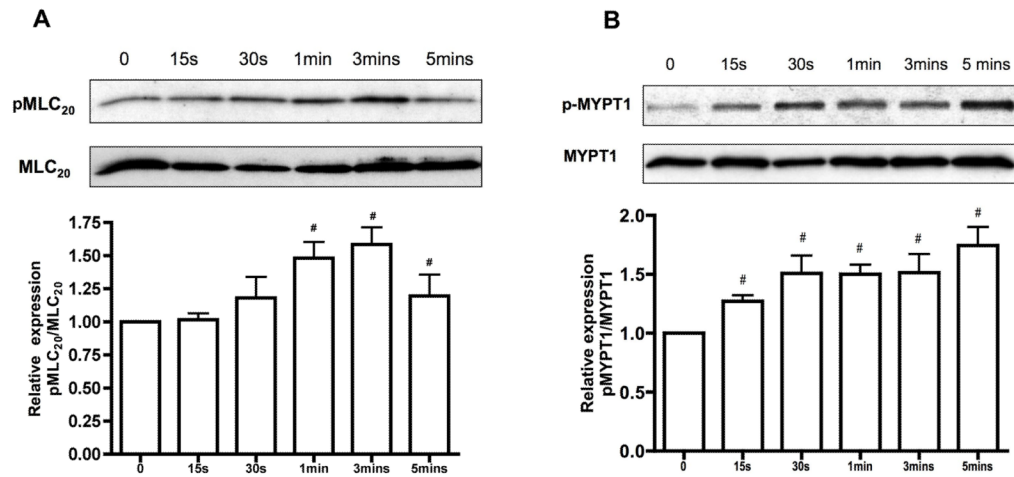 A
0 15s 30s 1min 3mins 5mins
pMLC20
MLC20
Relative expression
pMLC20/MLC20
1.75
1.50
1.25
1.00
0.75
0.50
0.25
0.00
# # #
0 15s 30s 1min 3mins 5mins
B
0 15s 30s 1min 3mins 5 mins
p-MYPT1
MYPT1
Relative expression
pMYPT1/MYPT1
2.0
1.5
1.0
0.5
0.0
# # # # #
0 15s 30s 1min 3mins 5mins